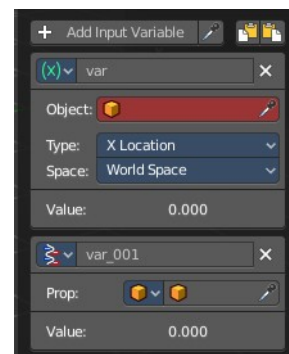 + Add Input Variable
(x) var
Object:
Type: X Location
Space: World Space
Value: 0.000
var_001
Prop:
Value: 0.000